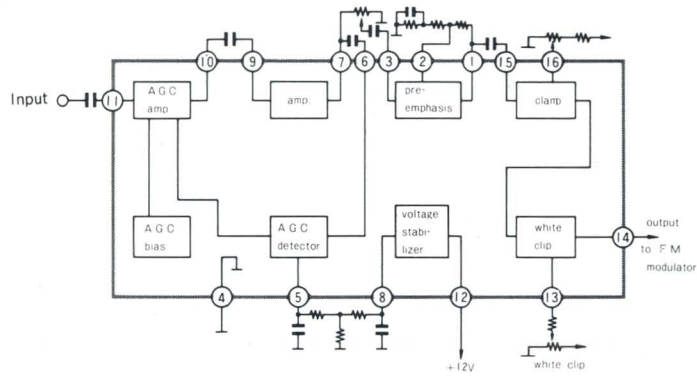 10
9
7
6
3
2
1
15
16
Input
11
AGC
amp
amp.
pre-
emphasis
clamp
AGC
bias
AGC
detector
voltage
stabi-
lizer
white
clip
14
output
to FM
modulator
4
5
8
12
13
+12V
white clip